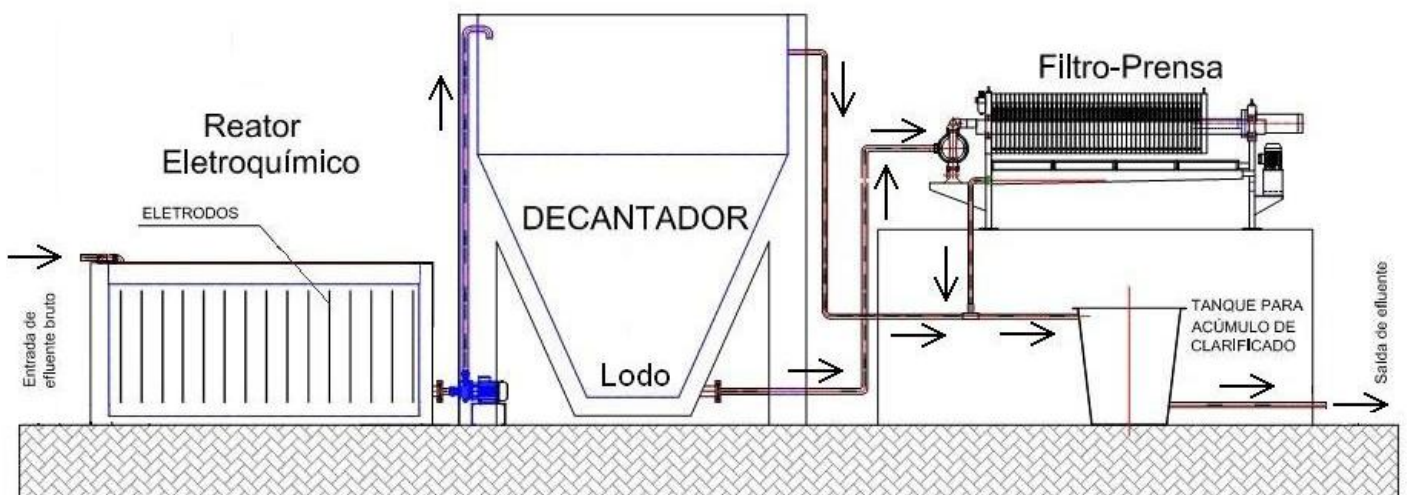 Reator
Eletroquímico
ELETRODOS
Entrada de
efluente bruto
DECANTADOR
Lodo
Filtro-Prensa
TANQUE PARA
ACÚMULO DE
CLARIFICADO
Saída de efluente